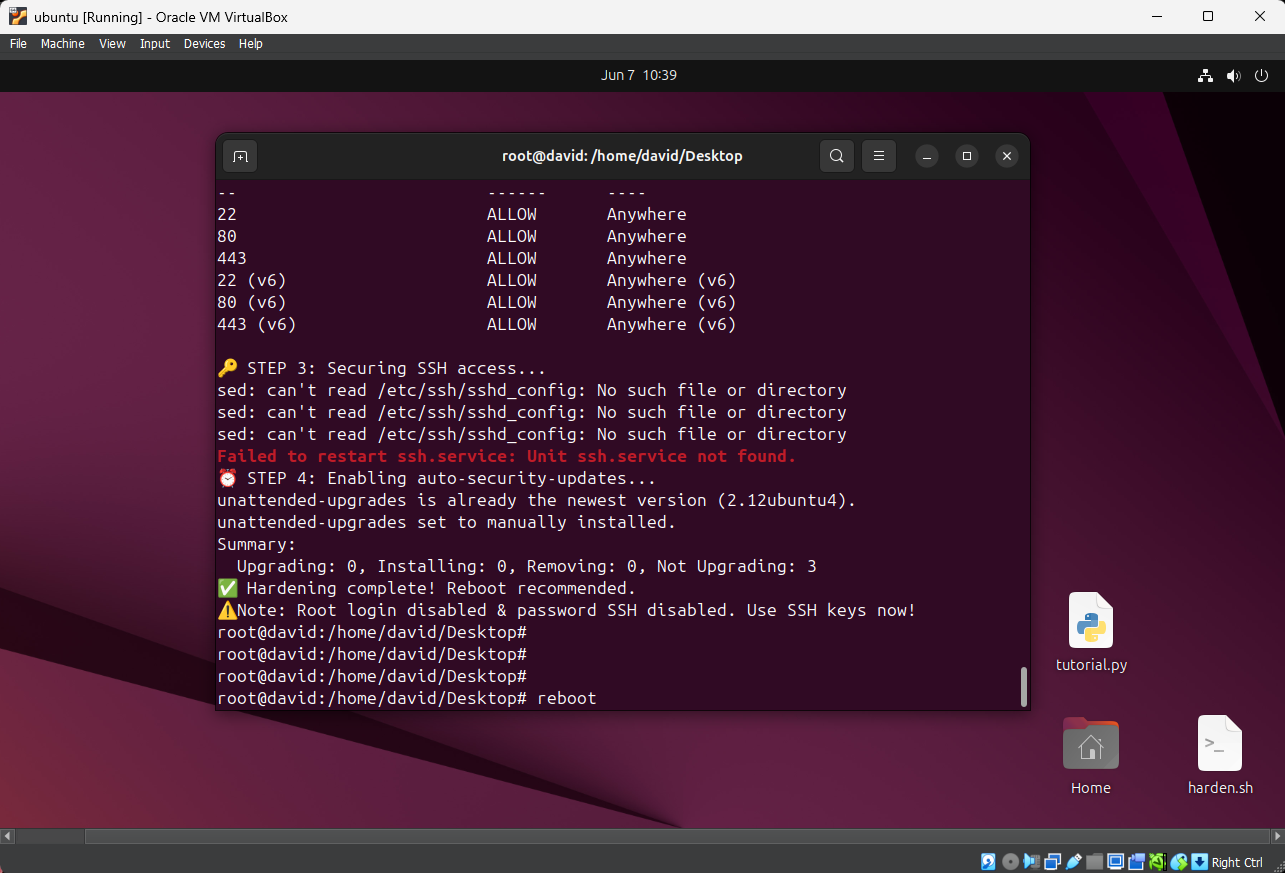 ubuntu [Running] - Oracle VM VirtualBox
File Machine View Input Devices Help
Jun 7 10:39
root@david: /home/david/Desktop
-- ------ ----
22 ALLOW Anywhere
80 ALLOW Anywhere
443 ALLOW Anywhere
22 (v6) ALLOW Anywhere (v6)
80 (v6) ALLOW Anywhere (v6)
443 (v6) ALLOW Anywhere (v6)
🔑 STEP 3: Securing SSH access...
sed: can't read /etc/ssh/sshd_config: No such file or directory
sed: can't read /etc/ssh/sshd_config: No such file or directory
sed: can't read /etc/ssh/sshd_config: No such file or directory
Failed to restart ssh.service: Unit ssh.service not found.
⏰ STEP 4: Enabling auto-security-updates...
unattended-upgrades is already the newest version (2.12ubuntu4).
unattended-upgrades set to manually installed.
Summary:
  Upgrading: 0, Installing: 0, Removing: 0, Not Upgrading: 3
✅ Hardening complete! Reboot recommended.
⚠️Note: Root login disabled & password SSH disabled. Use SSH keys now!
root@david:/home/david/Desktop#
root@david:/home/david/Desktop#
root@david:/home/david/Desktop#
root@david:/home/david/Desktop# reboot
tutorial.py
Home
harden.sh
Right Ctrl